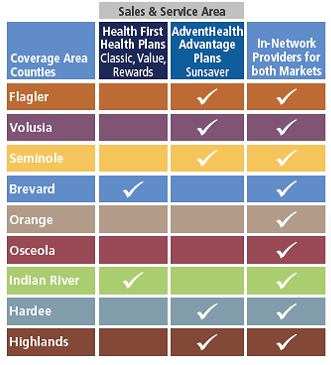 Sales & Service Area
Coverage Area
Counties
Health First
Health Plans
Classic, Value,
Rewards
AdventHealth
Advantage
Plans
Sunsaver
In-Network
Providers for
both Markets
Flagler
Volusia
Seminole
Brevard
Orange
Osceola
Indian River
Hardee
Highlands